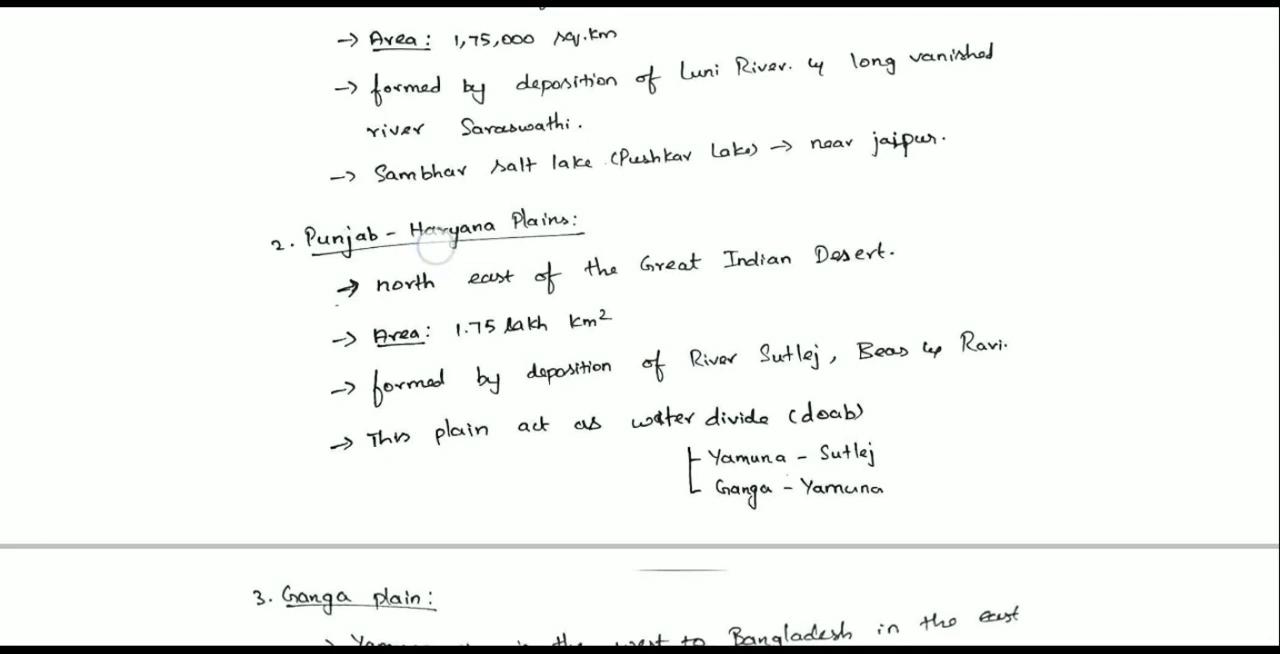 → Area: 1,75,000 sq.km
→ formed by deposition of Luni River. & long vanished
river Saraswathi.
→ Sambhar salt lake (Pushkar Lake) → near jaipur.
2. Punjab - Haryana Plains:
→ north east of the Great Indian Desert.
→ Area: 1.75 lakh km²
→ formed by deposition of River Sutlej, Beas & Ravi.
→ This plain act as water divide (doab)
Yamuna - Sutlej
Ganga - Yamuna
3. Ganga plain:
to Bangladesh in the east